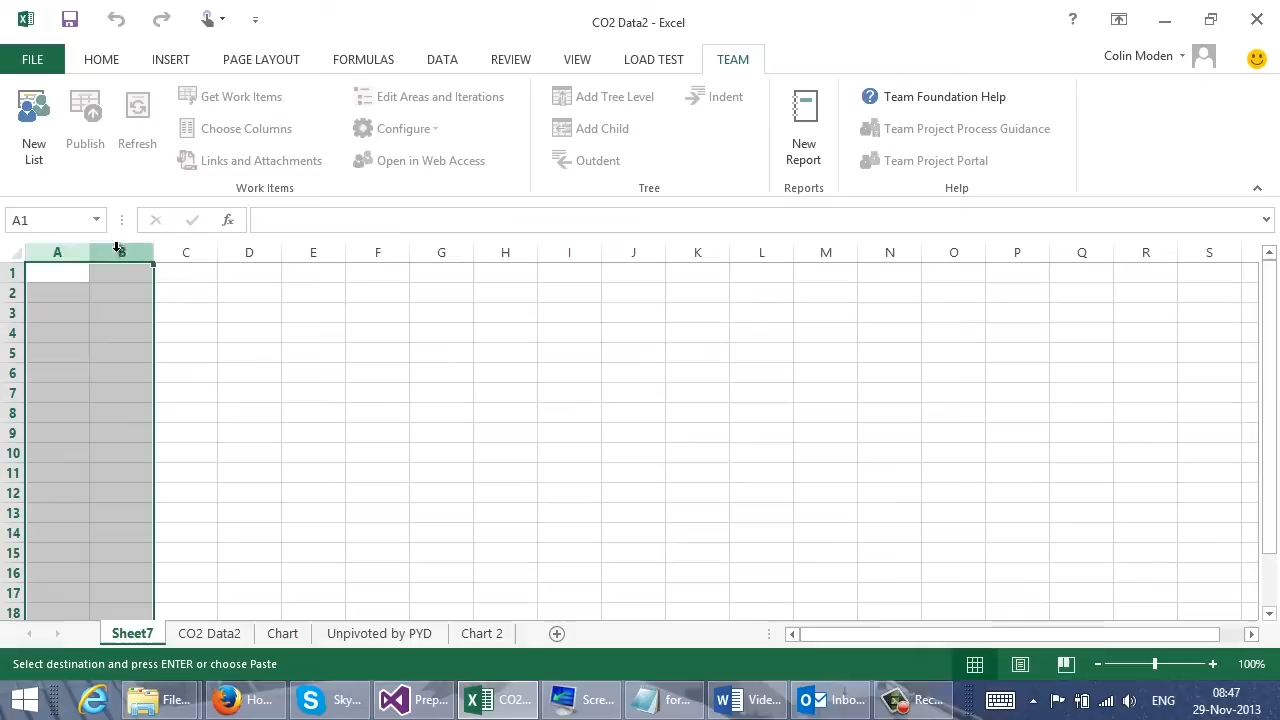 CO2 Data2 - Excel
?
FILE
HOME
INSERT
PAGE LAYOUT
FORMULAS
DATA
REVIEW
VIEW
LOAD TEST
TEAM
Colin Moden
New List
Publish
Refresh
Get Work Items
Choose Columns
Links and Attachments
Edit Areas and Iterations
Configure
Open in Web Access
Work Items
Add Tree Level
Add Child
Outdent
Indent
Tree
New Report
Reports
Team Foundation Help
Team Project Process Guidance
Team Project Portal
Help
A1
fx
A B C D E F G H I J K L M N O P Q R S
1
2
3
4
5
6
7
8
9
10
11
12
13
14
15
16
17
18
Sheet7
CO2 Data2
Chart
Unpivoted by PYD
Chart 2
Select destination and press ENTER or choose Paste
100%
File...
Ho...
Sky...
Prep...
CO2...
Scre...
for...
Vide...
Inbo...
Rec...
ENG
08:47
29-Nov-2013